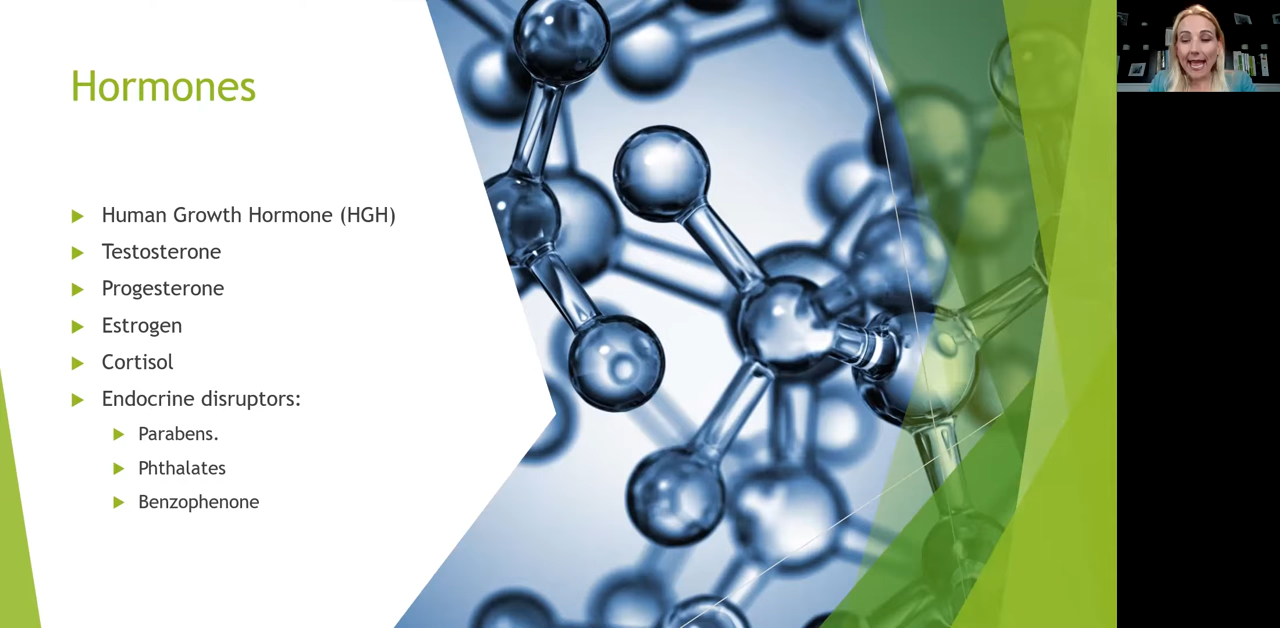 Hormones
Human Growth Hormone (HGH)
Testosterone
Progesterone
Estrogen
Cortisol
Endocrine disruptors:
Parabens.
Phthalates
Benzophenone